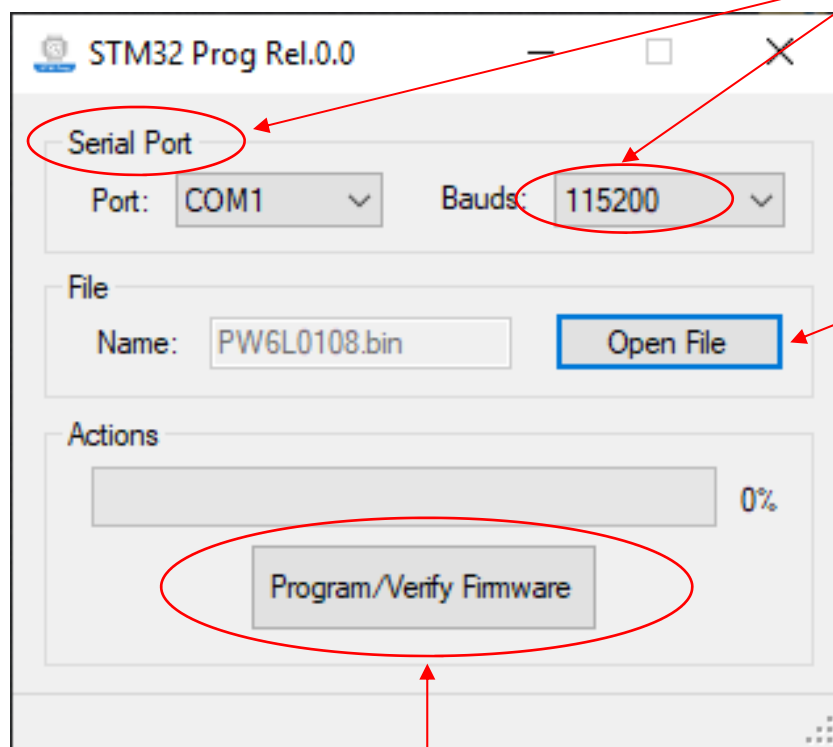 STM32 Prog Rel.0.0
Serial Port
Port: COM1 Bauds: 115200
File
Name: PW6L0108.bin Open File
Actions
0%
Program/Verify Firmware